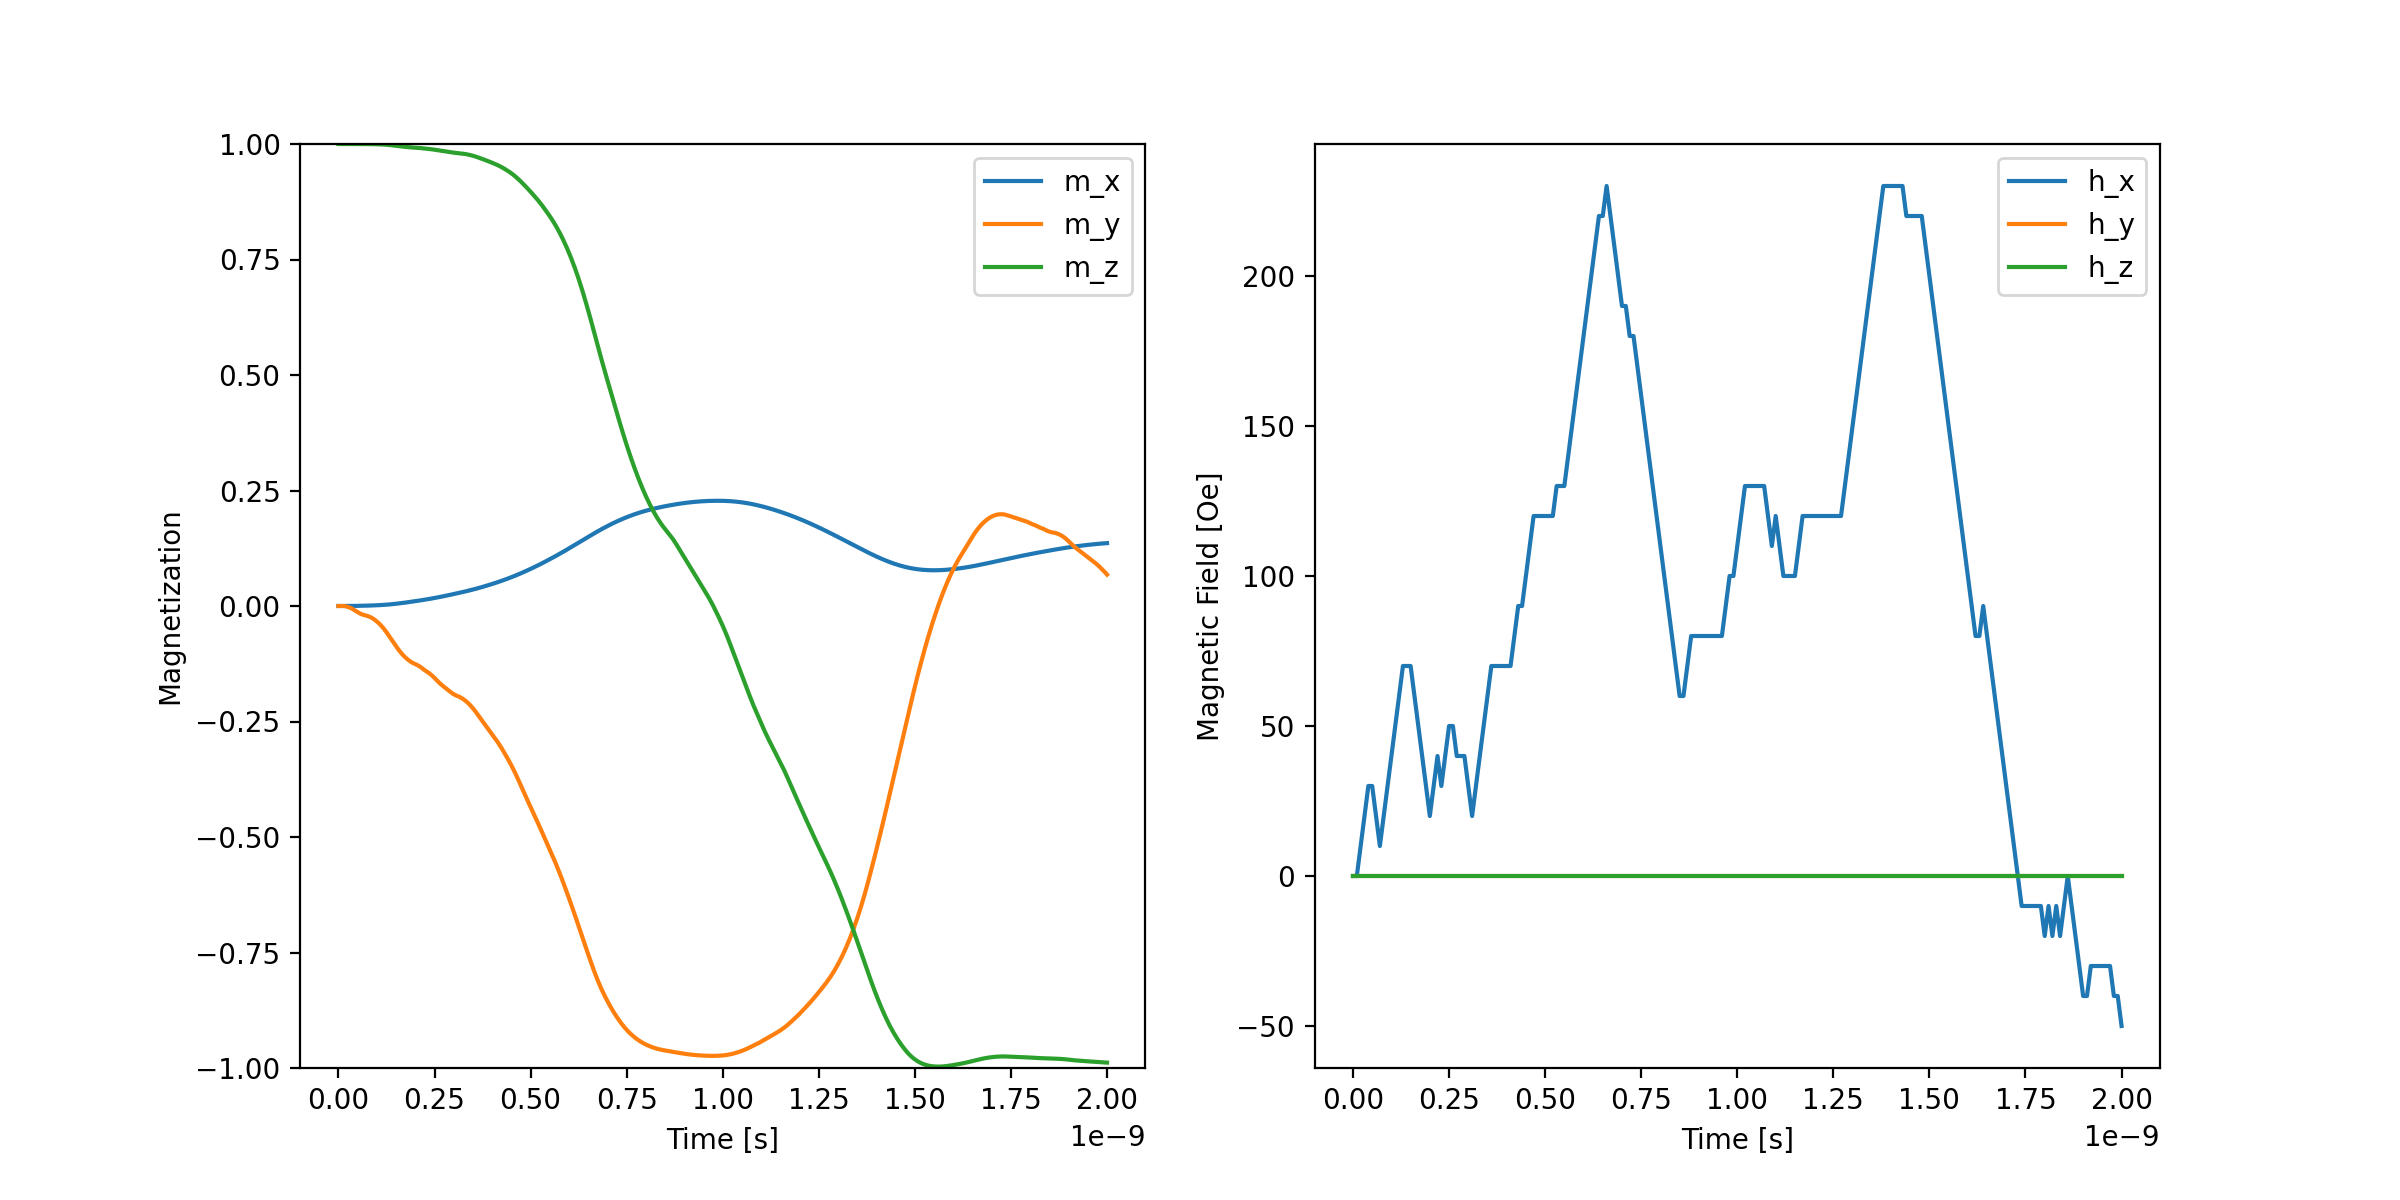 1.00
0.75
0.50
0.25
0.00
−0.25
−0.50
−0.75
−1.00
Magnetization
0.00 0.25 0.50 0.75 1.00 1.25 1.50 1.75 2.00
Time [s]
1e−9
m_x
m_y
m_z
200
150
100
50
0
−50
Magnetic Field [Oe]
0.00 0.25 0.50 0.75 1.00 1.25 1.50 1.75 2.00
Time [s]
1e−9
h_x
h_y
h_z